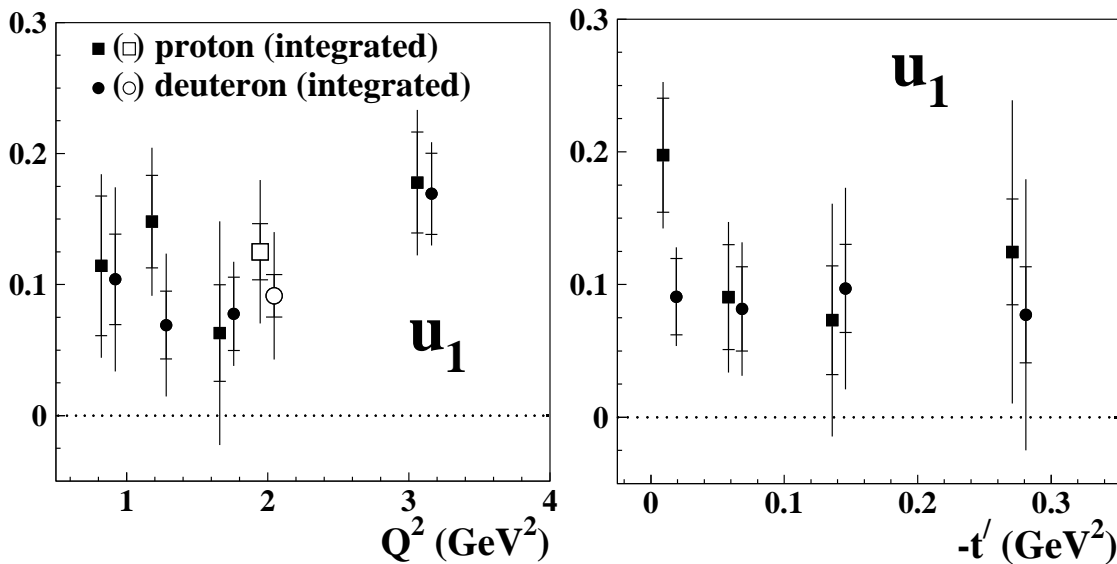 0.3
0.2
0.1
0
■ (□) proton (integrated)
● (○) deuteron (integrated)
u₁
1 2 3 4
Q² (GeV²)
0.3
0.2
0.1
0
u₁
0 0.1 0.2 0.3
-t′ (GeV²)